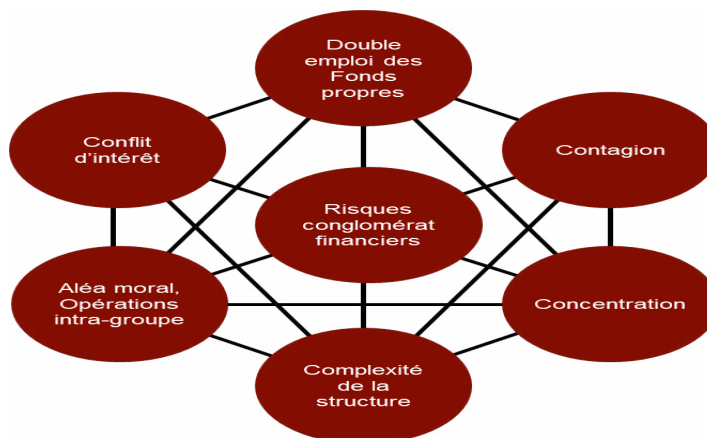 Double
emploi des
Fonds
propres
Conflit
d'intérêt
Contagion
Risques
conglomérat
financiers
Aléa moral,
Opérations
intra-groupe
Concentration
Complexité
de la
structure